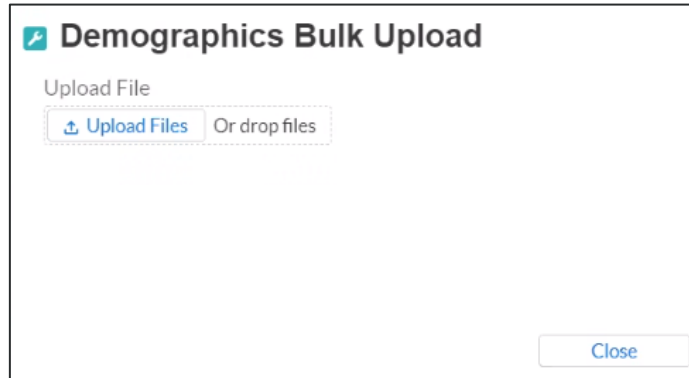 Demographics Bulk Upload
Upload File
Upload Files Or drop files
Close